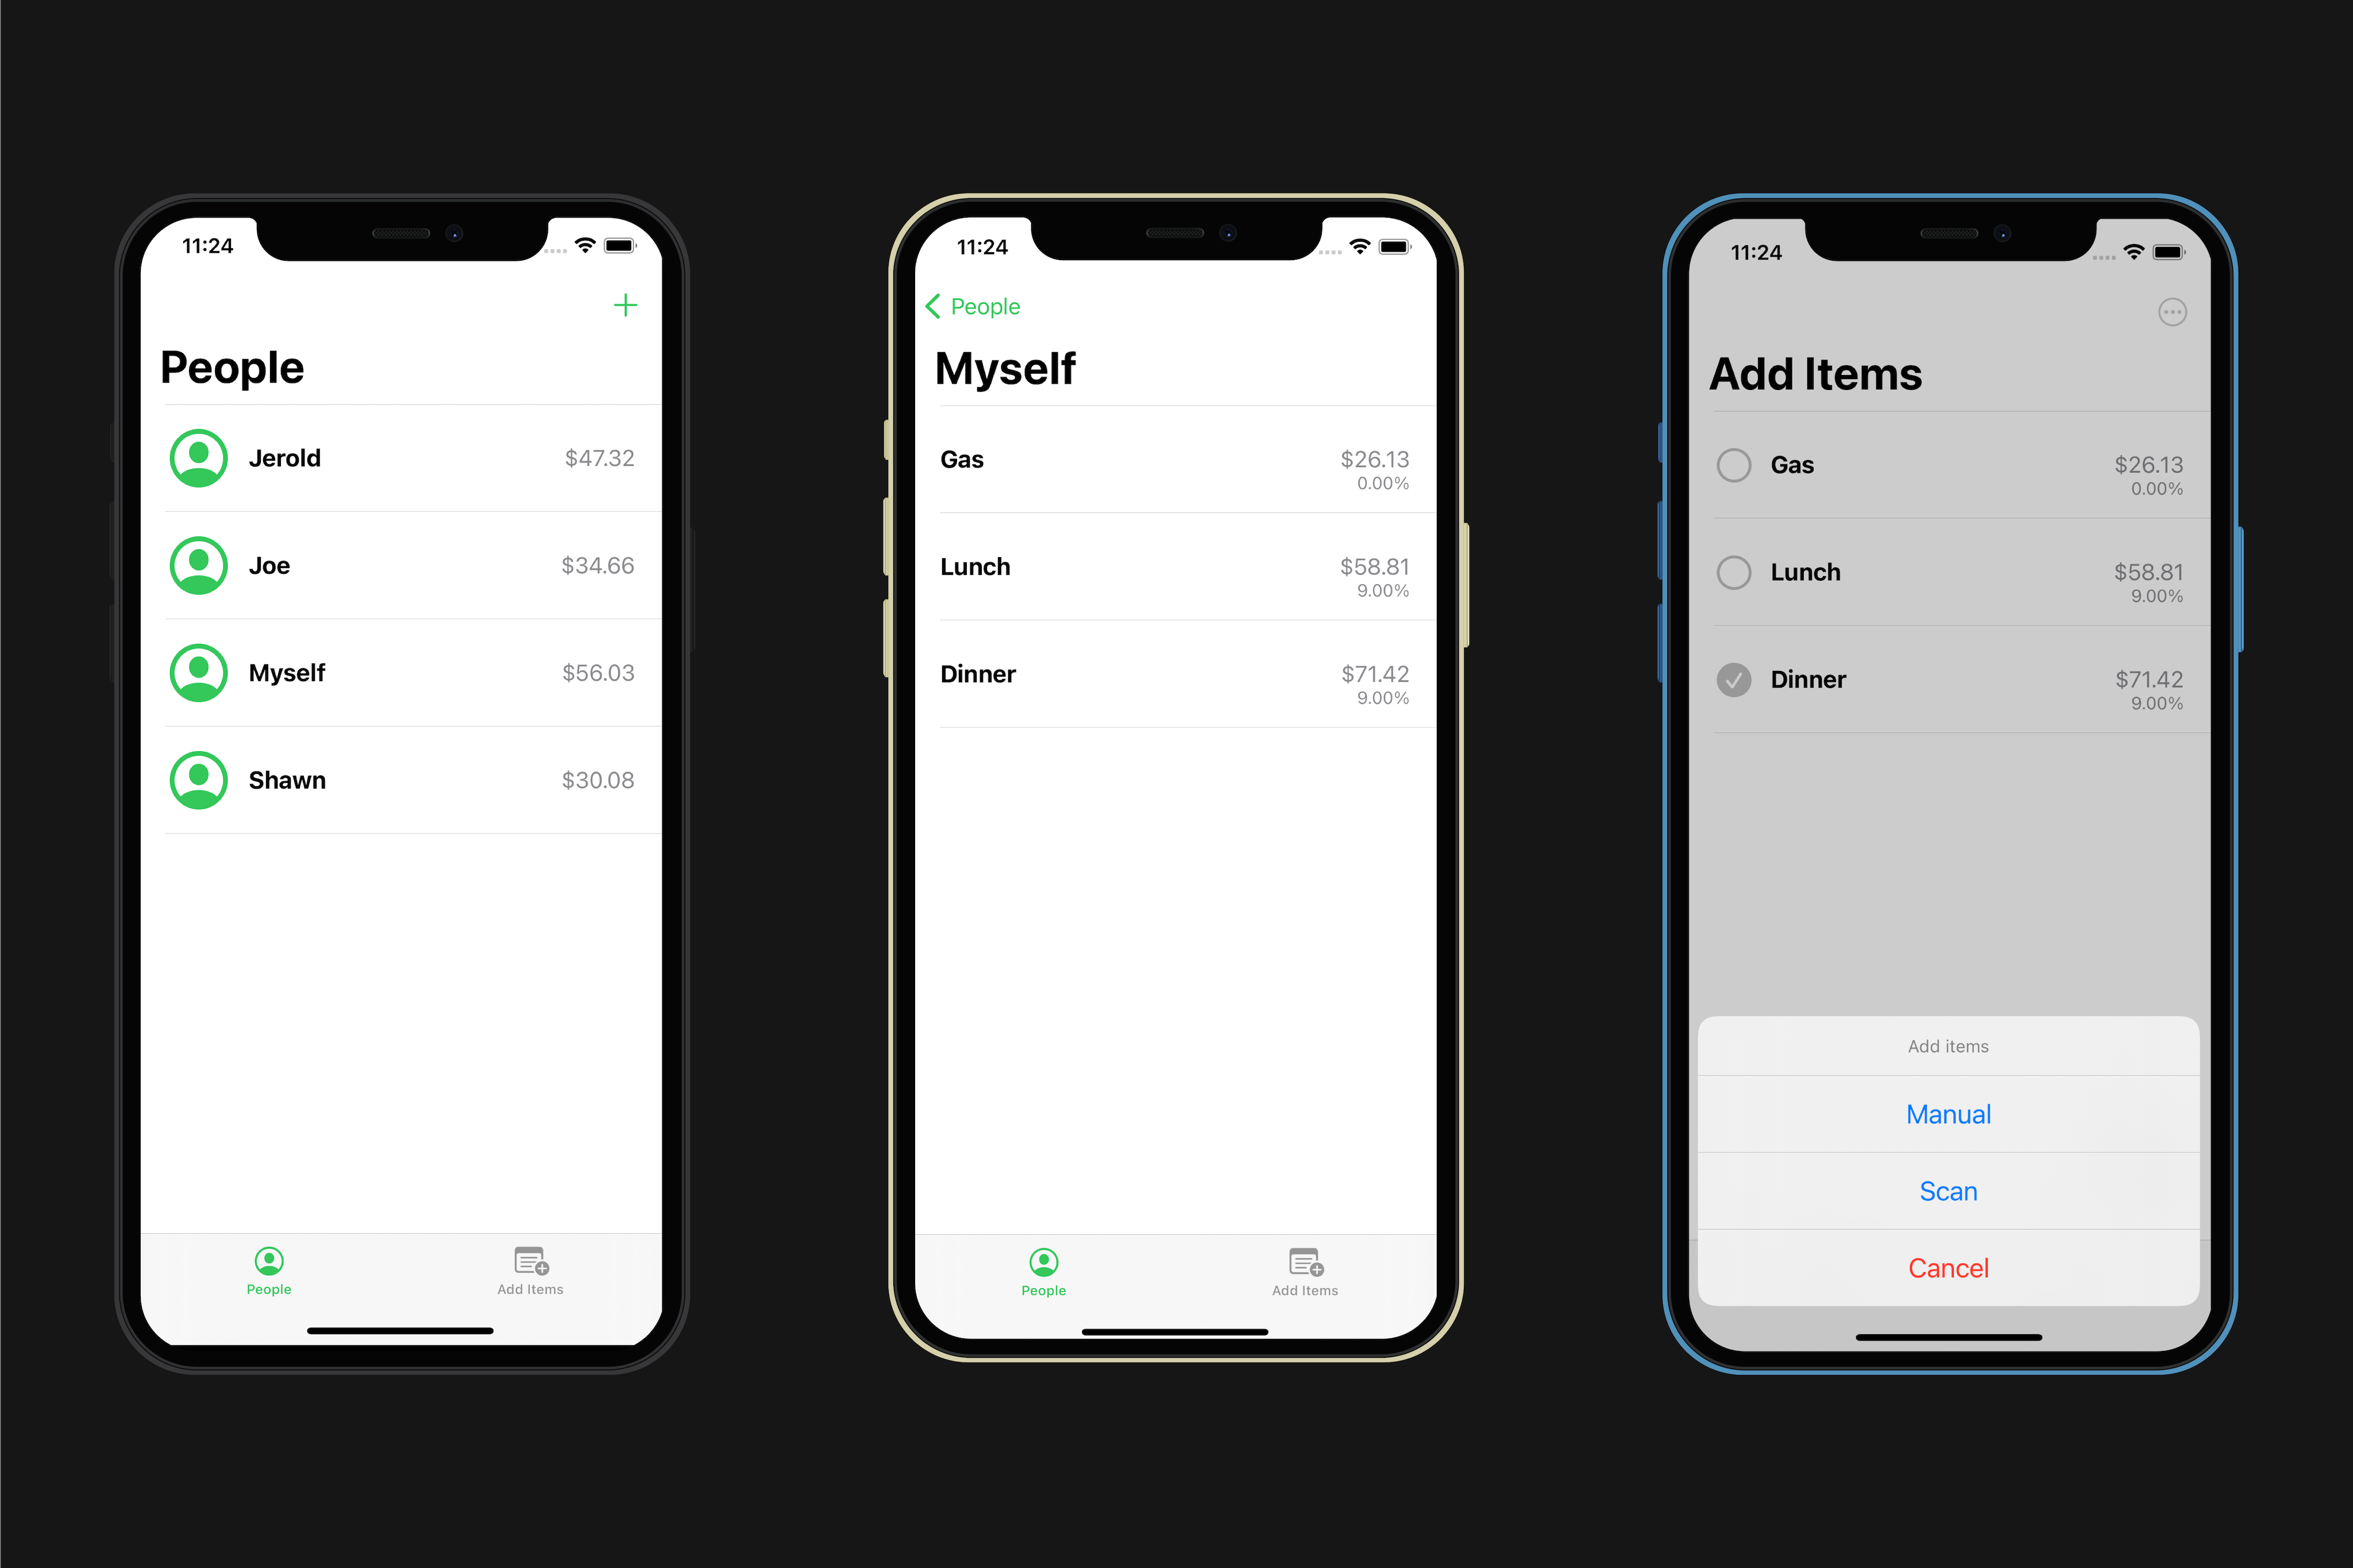 11:24
People
Jerold $47.32
Joe $34.66
Myself $56.03
Shawn $30.08
People Add Items
11:24
People
Myself
Gas $26.13
0.00%
Lunch $58.81
9.00%
Dinner $71.42
9.00%
People Add Items
11:24
Add Items
Gas $26.13
0.00%
Lunch $58.81
9.00%
Dinner $71.42
9.00%
Add items
Manual
Scan
Cancel